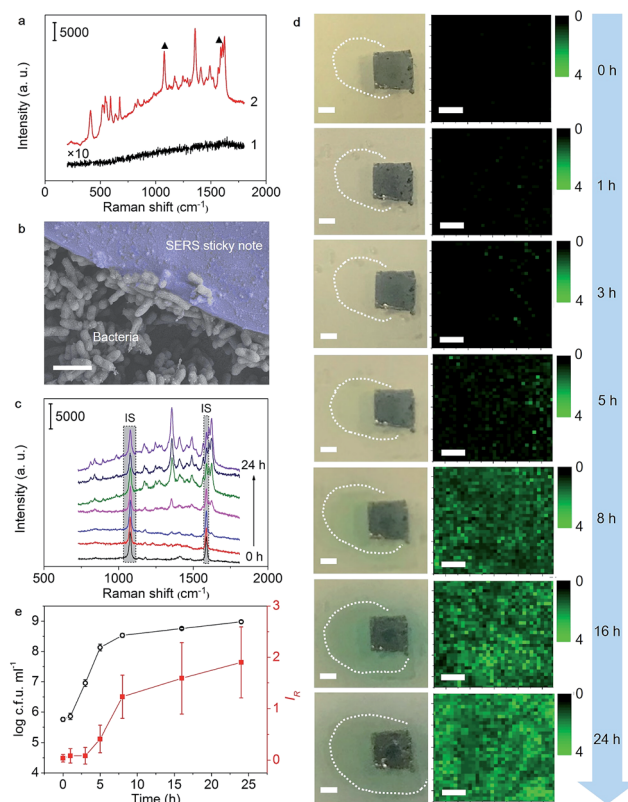 a
5000
2
1
×10
Intensity (a. u.)
0 500 1000 1500 2000
Raman shift (cm-1)
b
SERS sticky note
Bacteria
c
5000
IS IS
24 h
0 h
Intensity (a. u.)
500 1000 1500 2000
Raman shift (cm-1)
e
9
8
7
6
5
4
log c.f.u. ml-1
3
2
1
0
IR
0 5 10 15 20 25
Time (h)
d
0
4
0 h
0
4
1 h
0
4
3 h
0
4
5 h
0
4
8 h
0
4
16 h
0
4
24 h